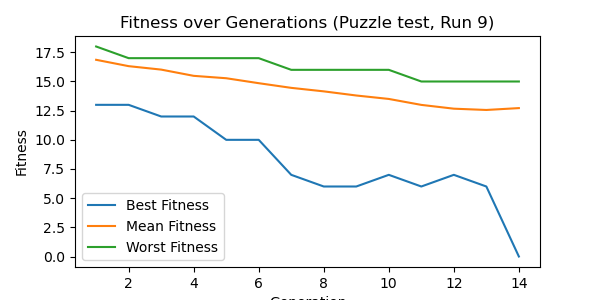 Fitness over Generations (Puzzle test, Run 9)
17.5
15.0
12.5
10.0
7.5
5.0
2.5
0.0
Fitness
Best Fitness
Mean Fitness
Worst Fitness
2 4 6 8 10 12 14
Generation